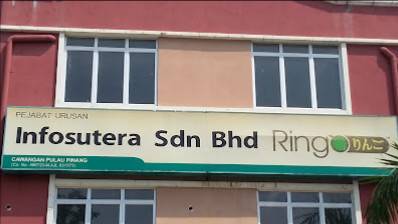 PEJABAT URUSAN
Infosutera Sdn Bhd Ringo りんご
CAWANGAN PULAU PINANG